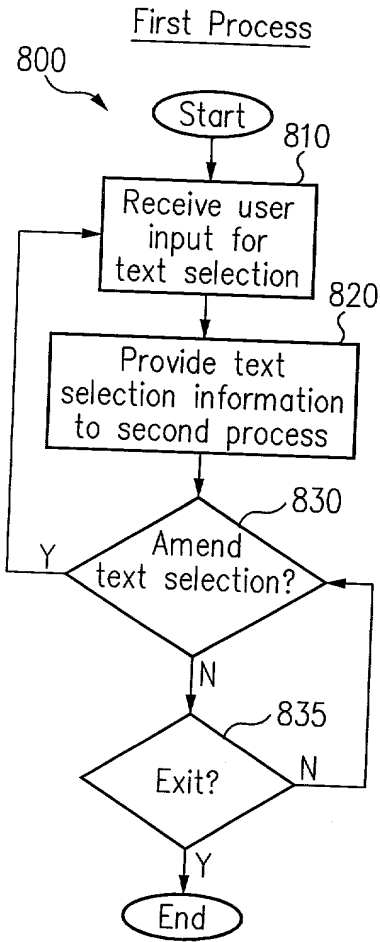 First Process
800
Start
810
Receive user
input for
text selection
820
Provide text
selection information
to second process
830
Amend
text selection?
Y
N
835
Exit?
N
Y
End